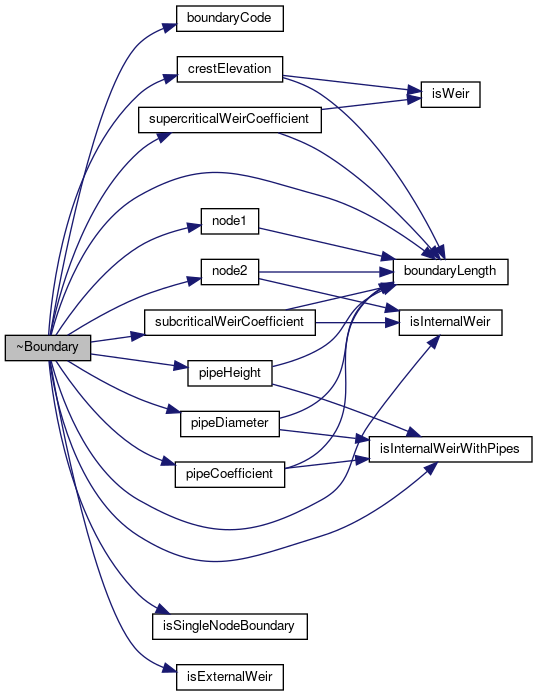 boundaryCode
crestElevation
isWeir
supercriticalWeirCoefficient
node1
node2
boundaryLength
subcriticalWeirCoefficient
isInternalWeir
~Boundary
pipeHeight
pipeDiameter
isInternalWeirWithPipes
pipeCoefficient
isSingleNodeBoundary
isExternalWeir